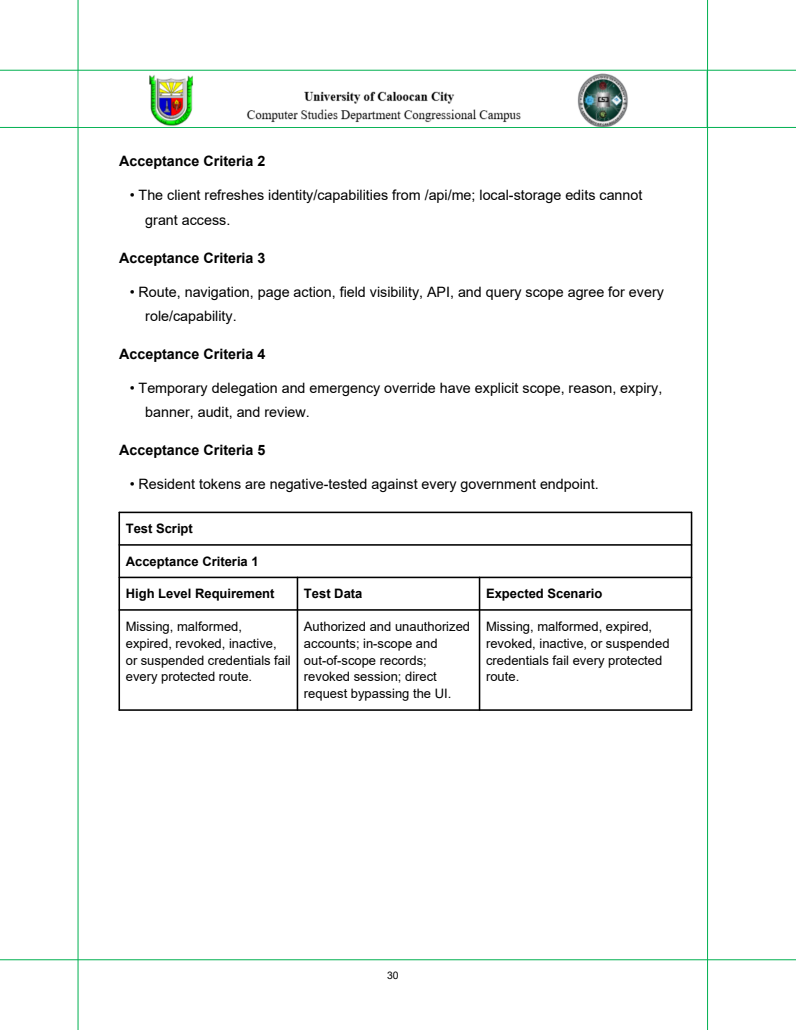 University of Caloocan City
Computer Studies Department Congressional Campus
Acceptance Criteria 2
• The client refreshes identity/capabilities from /api/me; local-storage edits cannot
grant access.
Acceptance Criteria 3
• Route, navigation, page action, field visibility, API, and query scope agree for every
role/capability.
Acceptance Criteria 4
• Temporary delegation and emergency override have explicit scope, reason, expiry,
banner, audit, and review.
Acceptance Criteria 5
• Resident tokens are negative-tested against every government endpoint.
Test Script
Acceptance Criteria 1
High Level Requirement
Test Data
Expected Scenario
Missing, malformed,
expired, revoked, inactive,
or suspended credentials fail
every protected route.
Authorized and unauthorized
accounts; in-scope and
out-of-scope records;
revoked session; direct
request bypassing the UI.
Missing, malformed, expired,
revoked, inactive, or suspended
credentials fail every protected
route.
30